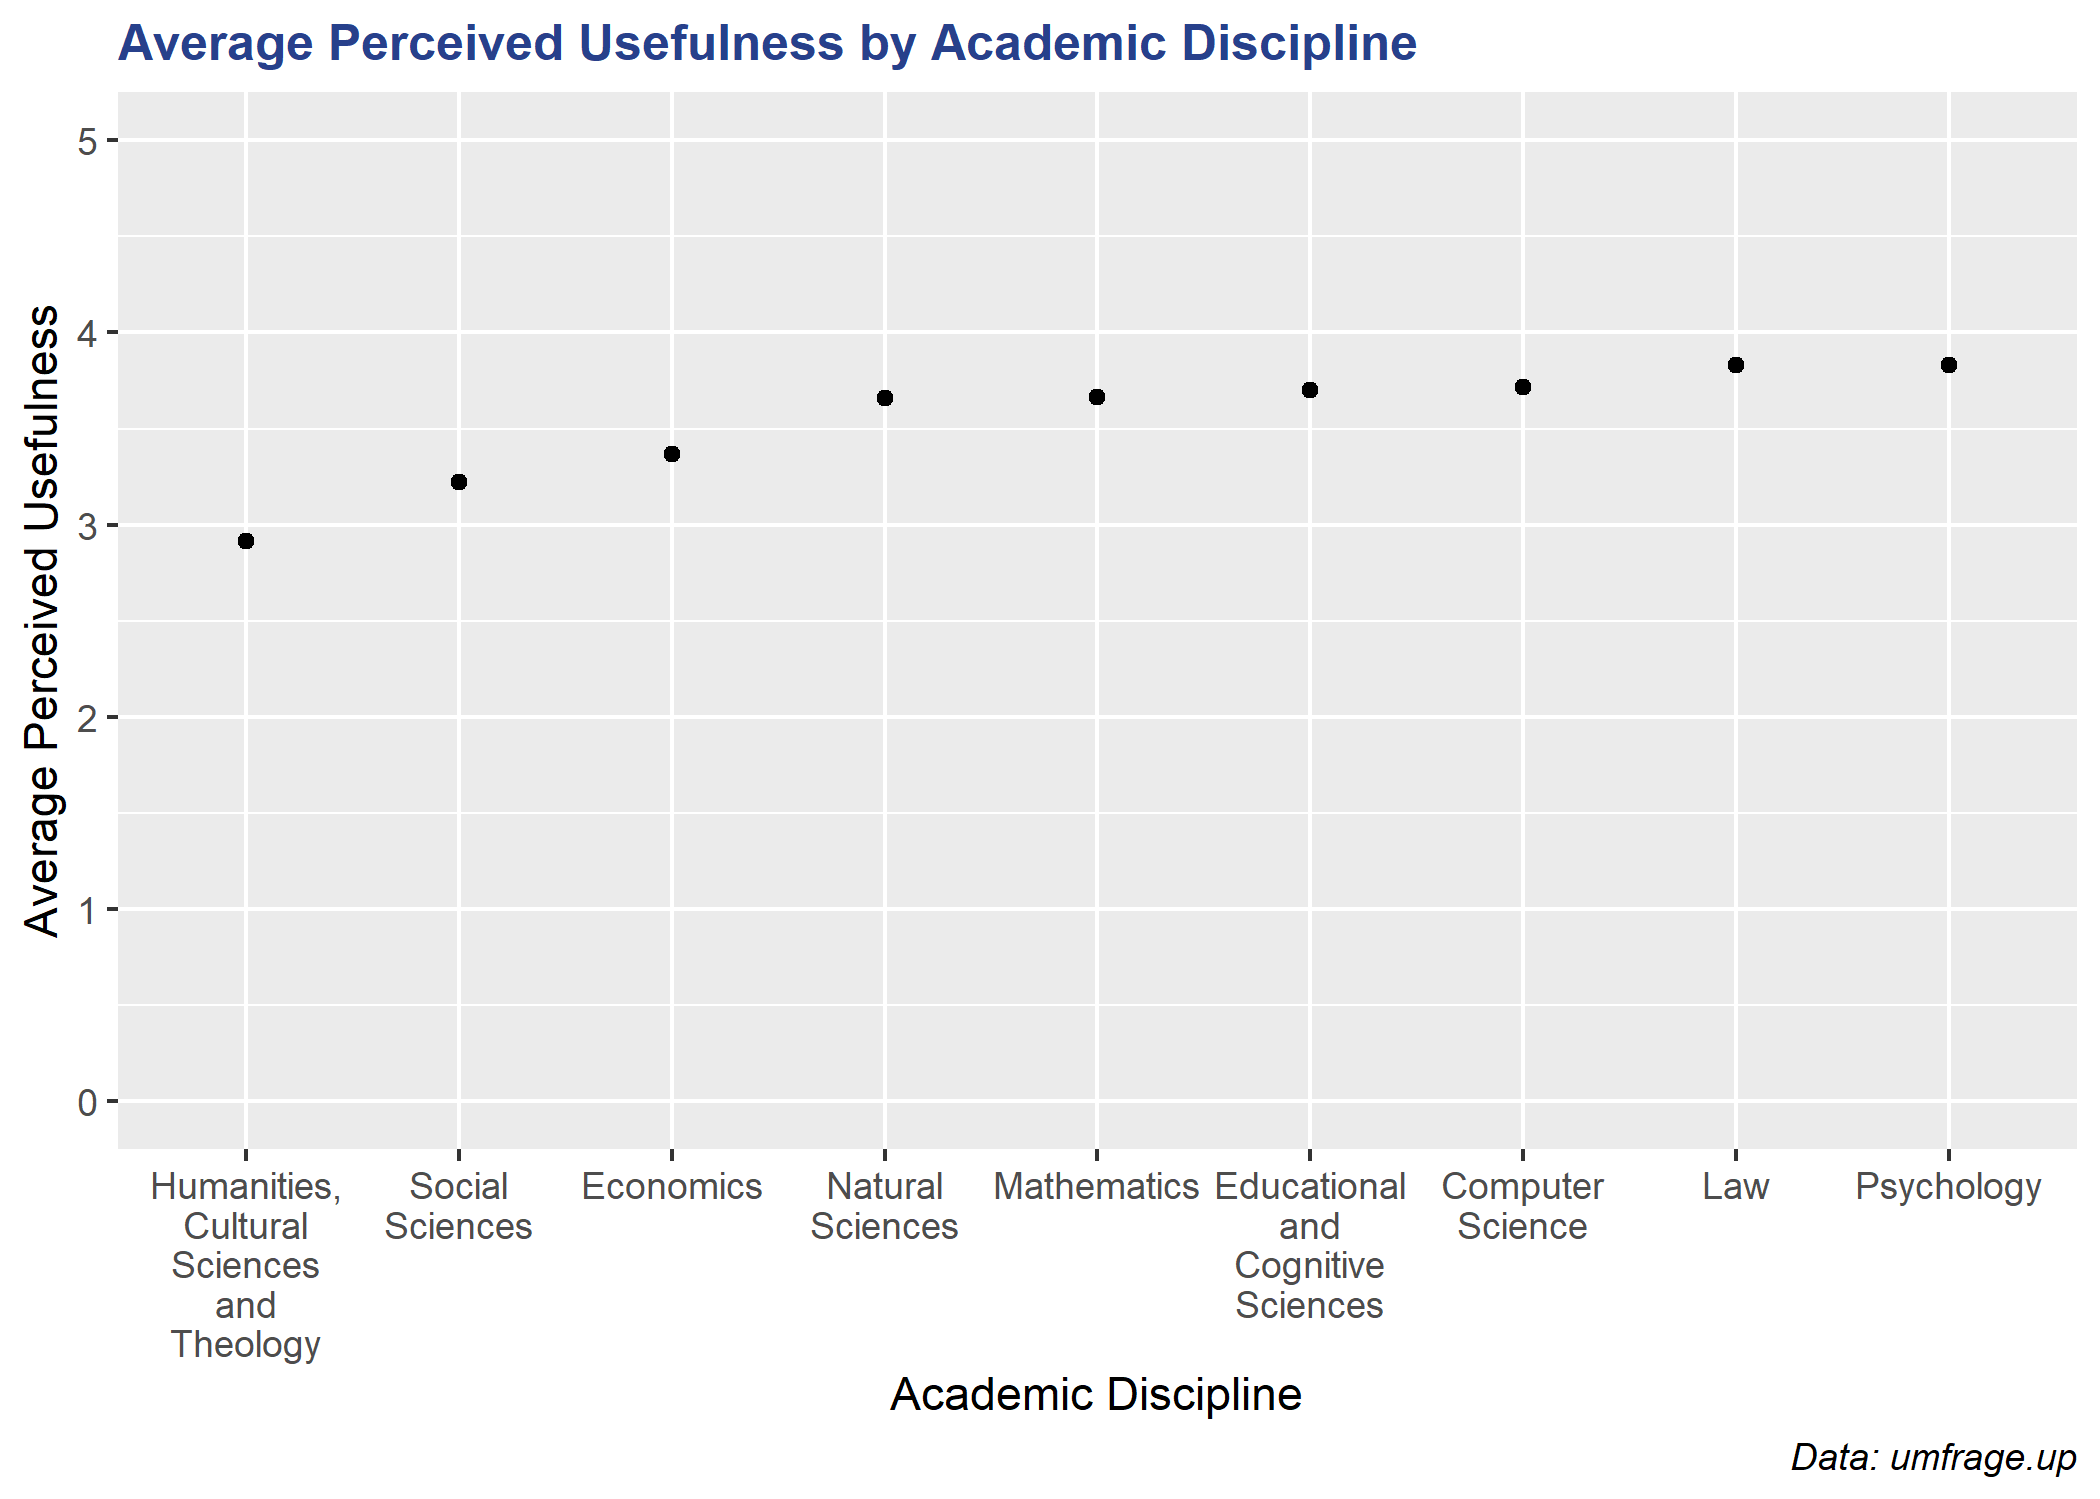 Average Perceived Usefulness by Academic Discipline
Average Perceived Usefulness
5
4
3
2
1
0
Humanities,
Cultural
Sciences
and
Theology
Social
Sciences
Economics
Natural
Sciences
Mathematics
Educational
and
Cognitive
Sciences
Computer
Science
Law
Psychology
Academic Discipline
Data: umfrage.up